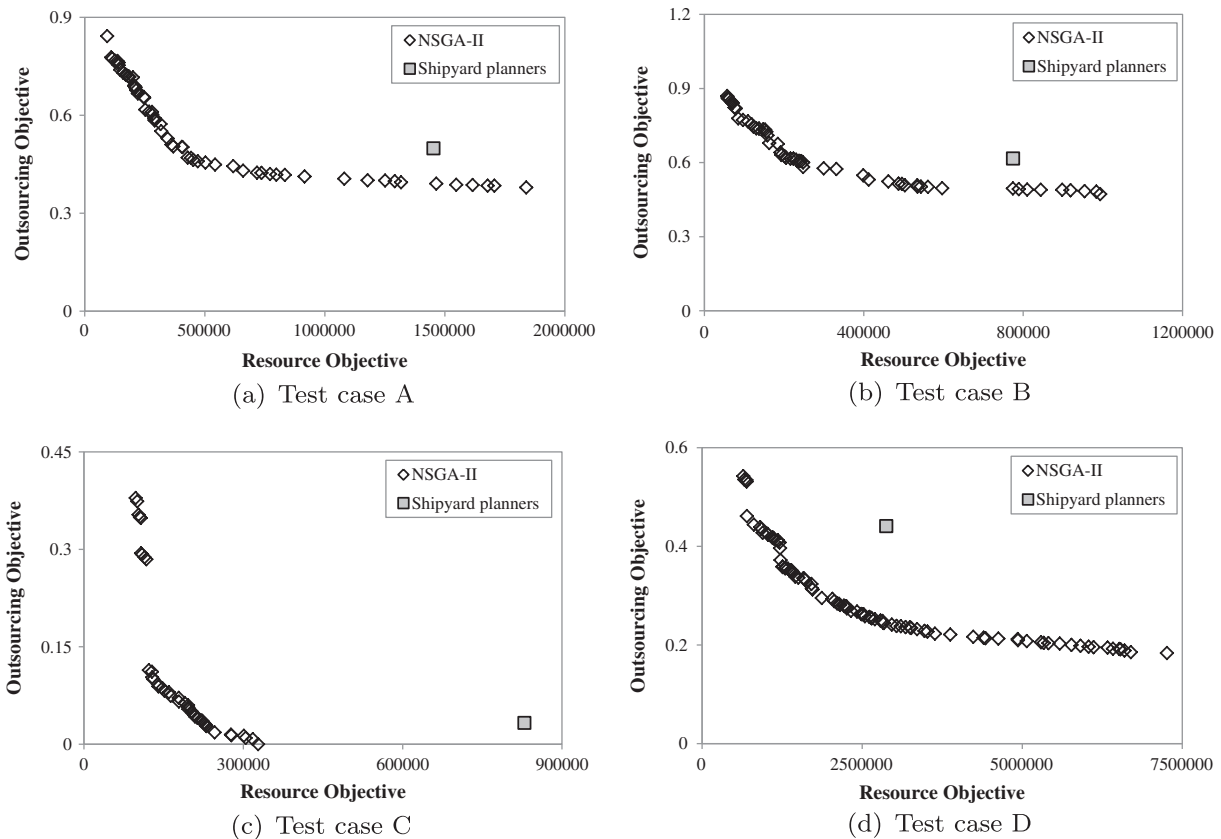 0.9
0.6
0.3
0
Outsourcing Objective
NSGA-II
Shipyard planners
0 500000 1000000 1500000 2000000
Resource Objective
(a) Test case A
1.2
0.9
0.6
0.3
0
Outsourcing Objective
NSGA-II
Shipyard planners
0 400000 800000 1200000
Resource Objective
(b) Test case B
0.45
0.3
0.15
0
Outsourcing Objective
NSGA-II
Shipyard planners
0 300000 600000 900000
Resource Objective
(c) Test case C
0.6
0.4
0.2
0
Outsourcing Objective
NSGA-II
Shipyard planners
0 2500000 5000000 7500000
Resource Objective
(d) Test case D